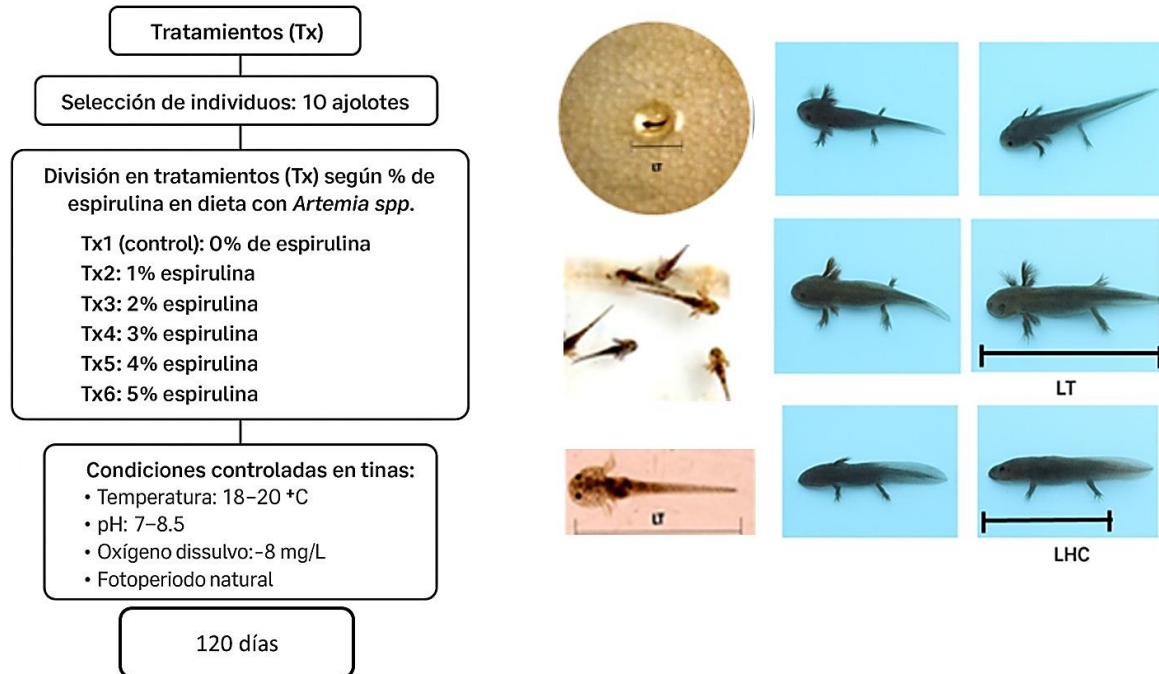 Tratamientos (Tx)
Selección de individuos: 10 ajolotes
División en tratamientos (Tx) según % de
espirulina en dieta con Artemia spp.
Tx1 (control): 0% de espirulina
Tx2: 1% espirulina
Tx3: 2% espirulina
Tx4: 3% espirulina
Tx5: 4% espirulina
Tx6: 5% espirulina
Condiciones controladas en tinas:
• Temperatura: 18–20 °C
• pH: 7–8.5
• Oxígeno dissulvo:-8 mg/L
• Fotoperiodo natural
120 días
LT
LT
LT
LHC